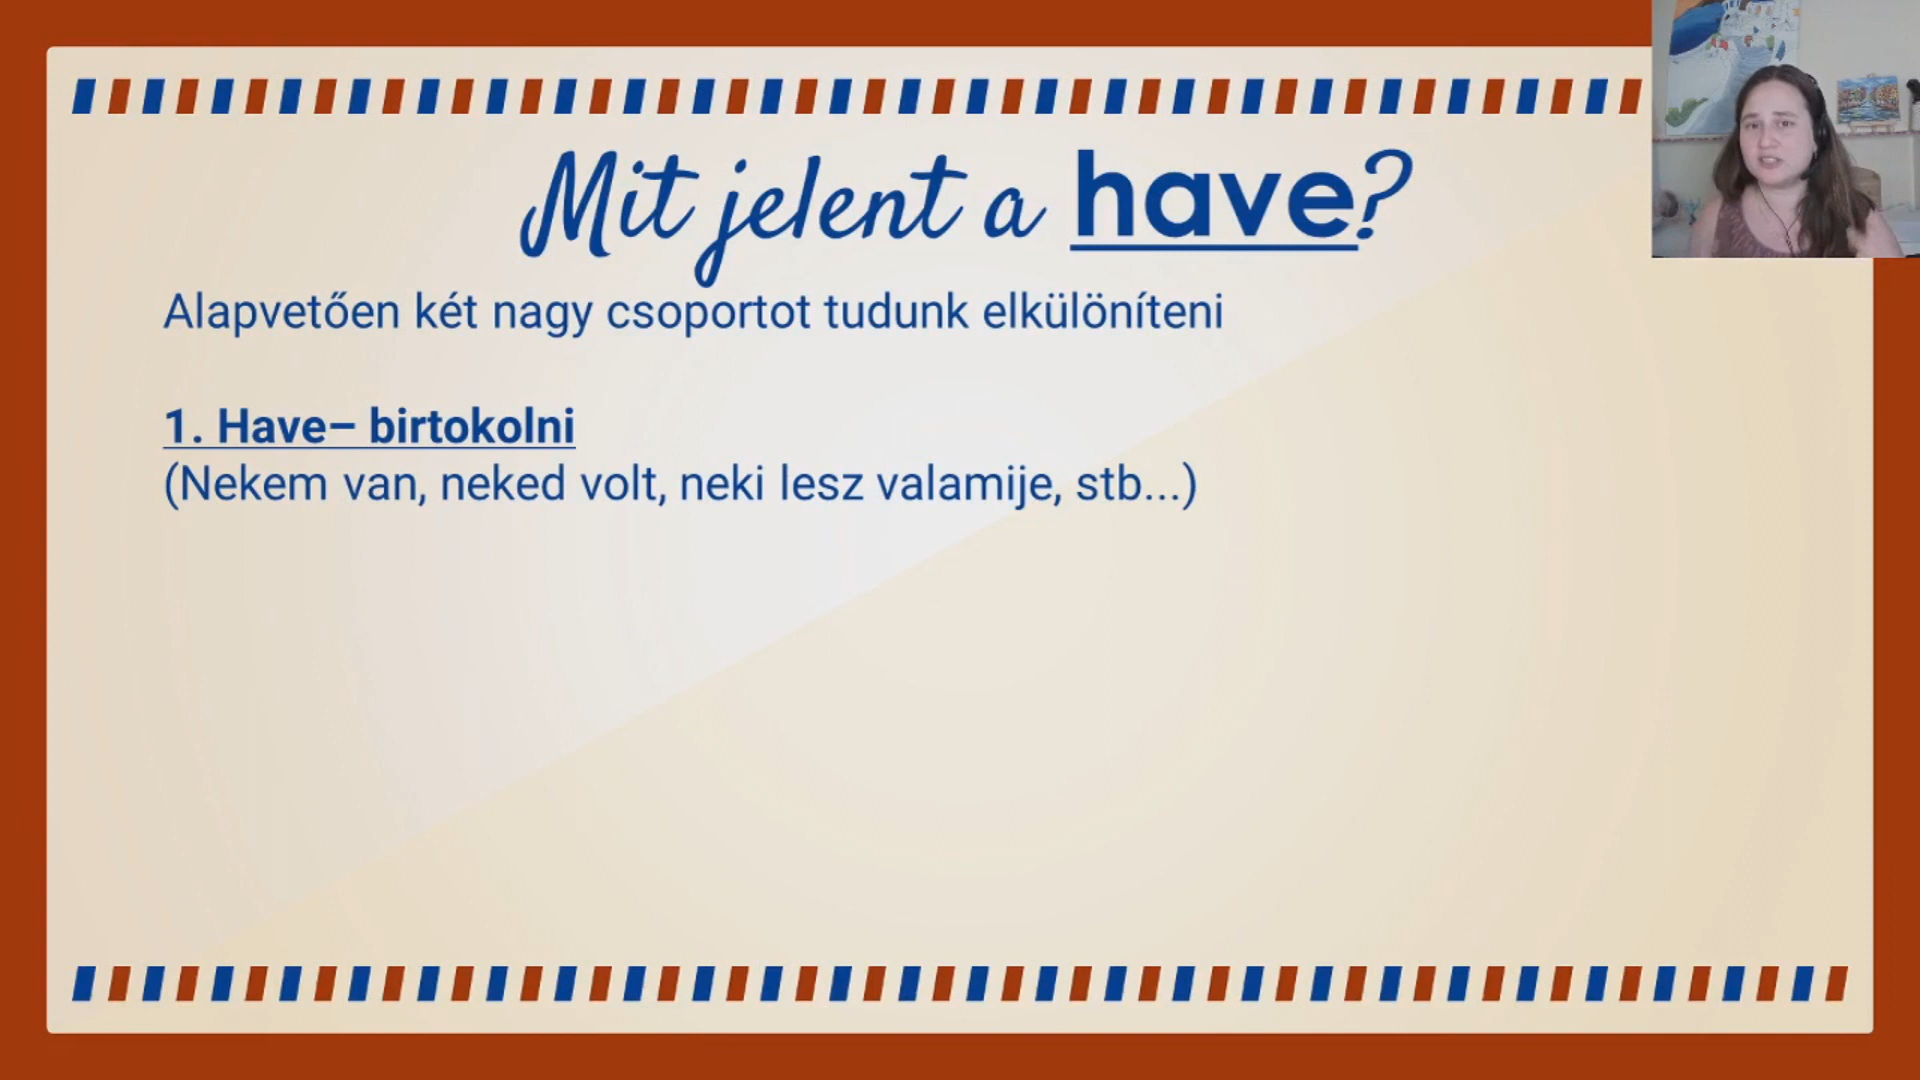 Mit jelent a have?
Alapvetően két nagy csoportot tudunk elkülöníteni
1. Have– birtokolni
(Nekem van, neked volt, neki lesz valamije, stb...)